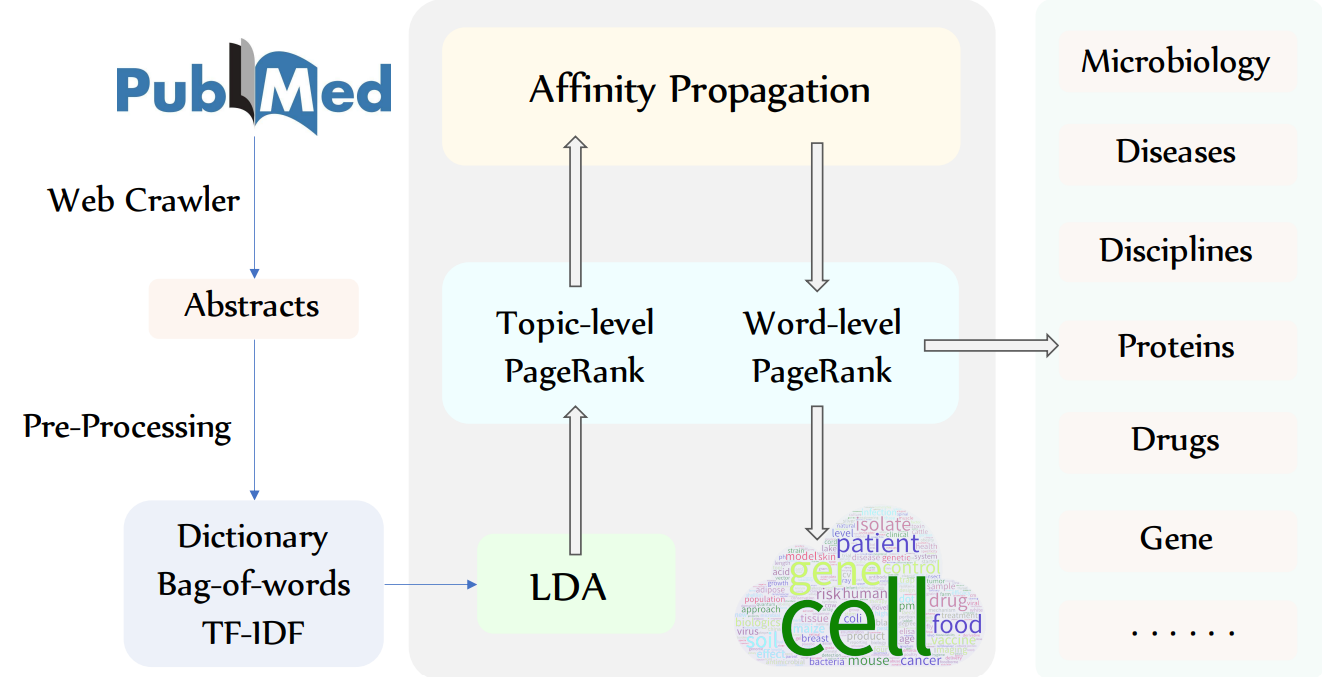 PubMed
Web Crawler
Abstracts
Pre-Processing
Dictionary
Bag-of-words
TF-IDF
Affinity Propagation
Topic-level
PageRank
Word-level
PageRank
LDA
isolate
level
patient
model skin
disease genetic system
gene control
acid
growth
adipose
risk human
sample
population
approach
cell
pm drug
tissue coli
food
virus
soil
breast product
age vaccine
effect
bacteria mouse cancer
Microbiology
Diseases
Disciplines
Proteins
Drugs
Gene
. . . . . .